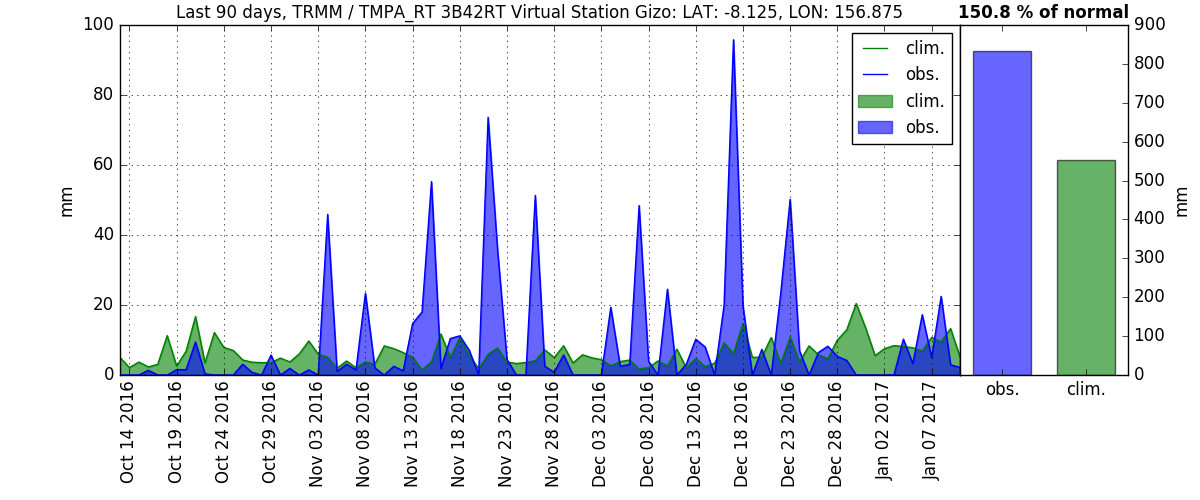 Last 90 days, TRMM / TMPA_RT 3B42RT Virtual Station Gizo: LAT: -8.125, LON: 156.875
150.8 % of normal
100
80
60
40
20
0
mm
clim.
obs.
clim.
obs.
900
800
700
600
500
400
300
200
100
0
mm
Oct 14 2016
Oct 19 2016
Oct 24 2016
Oct 29 2016
Nov 03 2016
Nov 08 2016
Nov 13 2016
Nov 18 2016
Nov 23 2016
Nov 28 2016
Dec 03 2016
Dec 08 2016
Dec 13 2016
Dec 18 2016
Dec 23 2016
Dec 28 2016
Jan 02 2017
Jan 07 2017
obs.
clim.